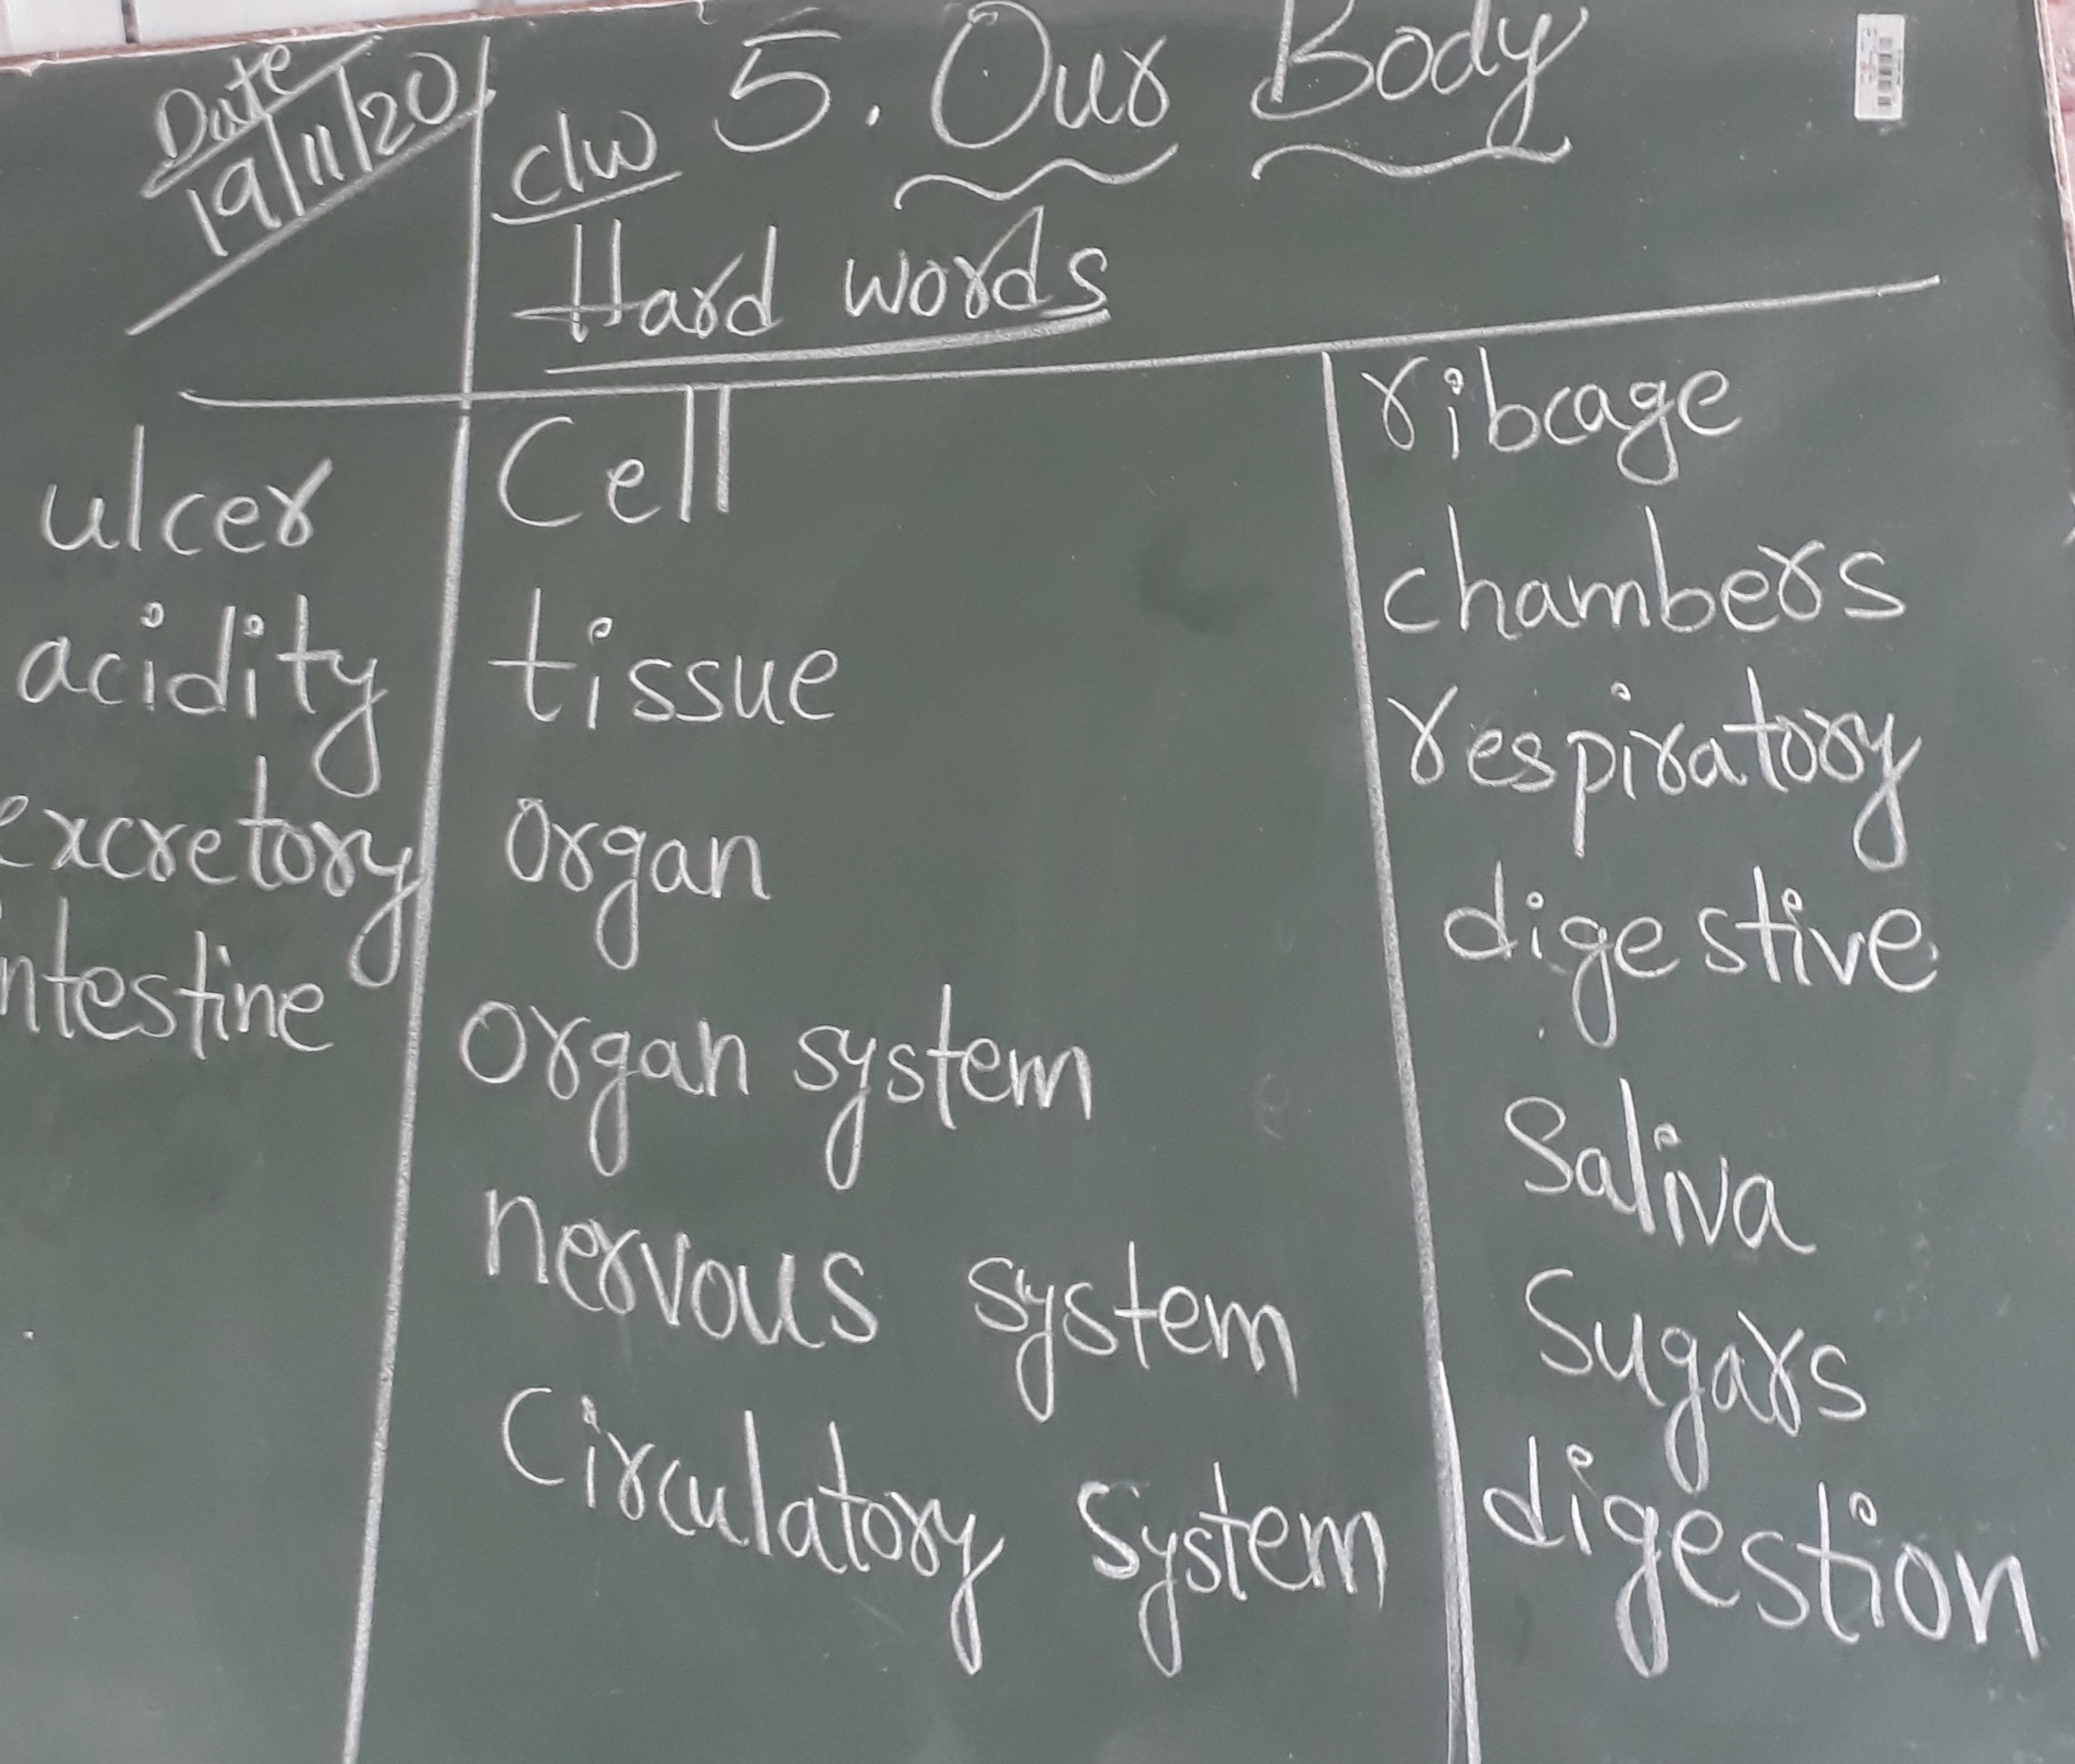 Date
19/11/20
5. Our Body
c/w
Hard words
Cell
tissue
Organ
Organ system
nervous system
Circulatory System
ribcage
chambers
respiratory
digestive
Saliva
Sugars
digestion
ulcer
acidity
excretory
ntestine